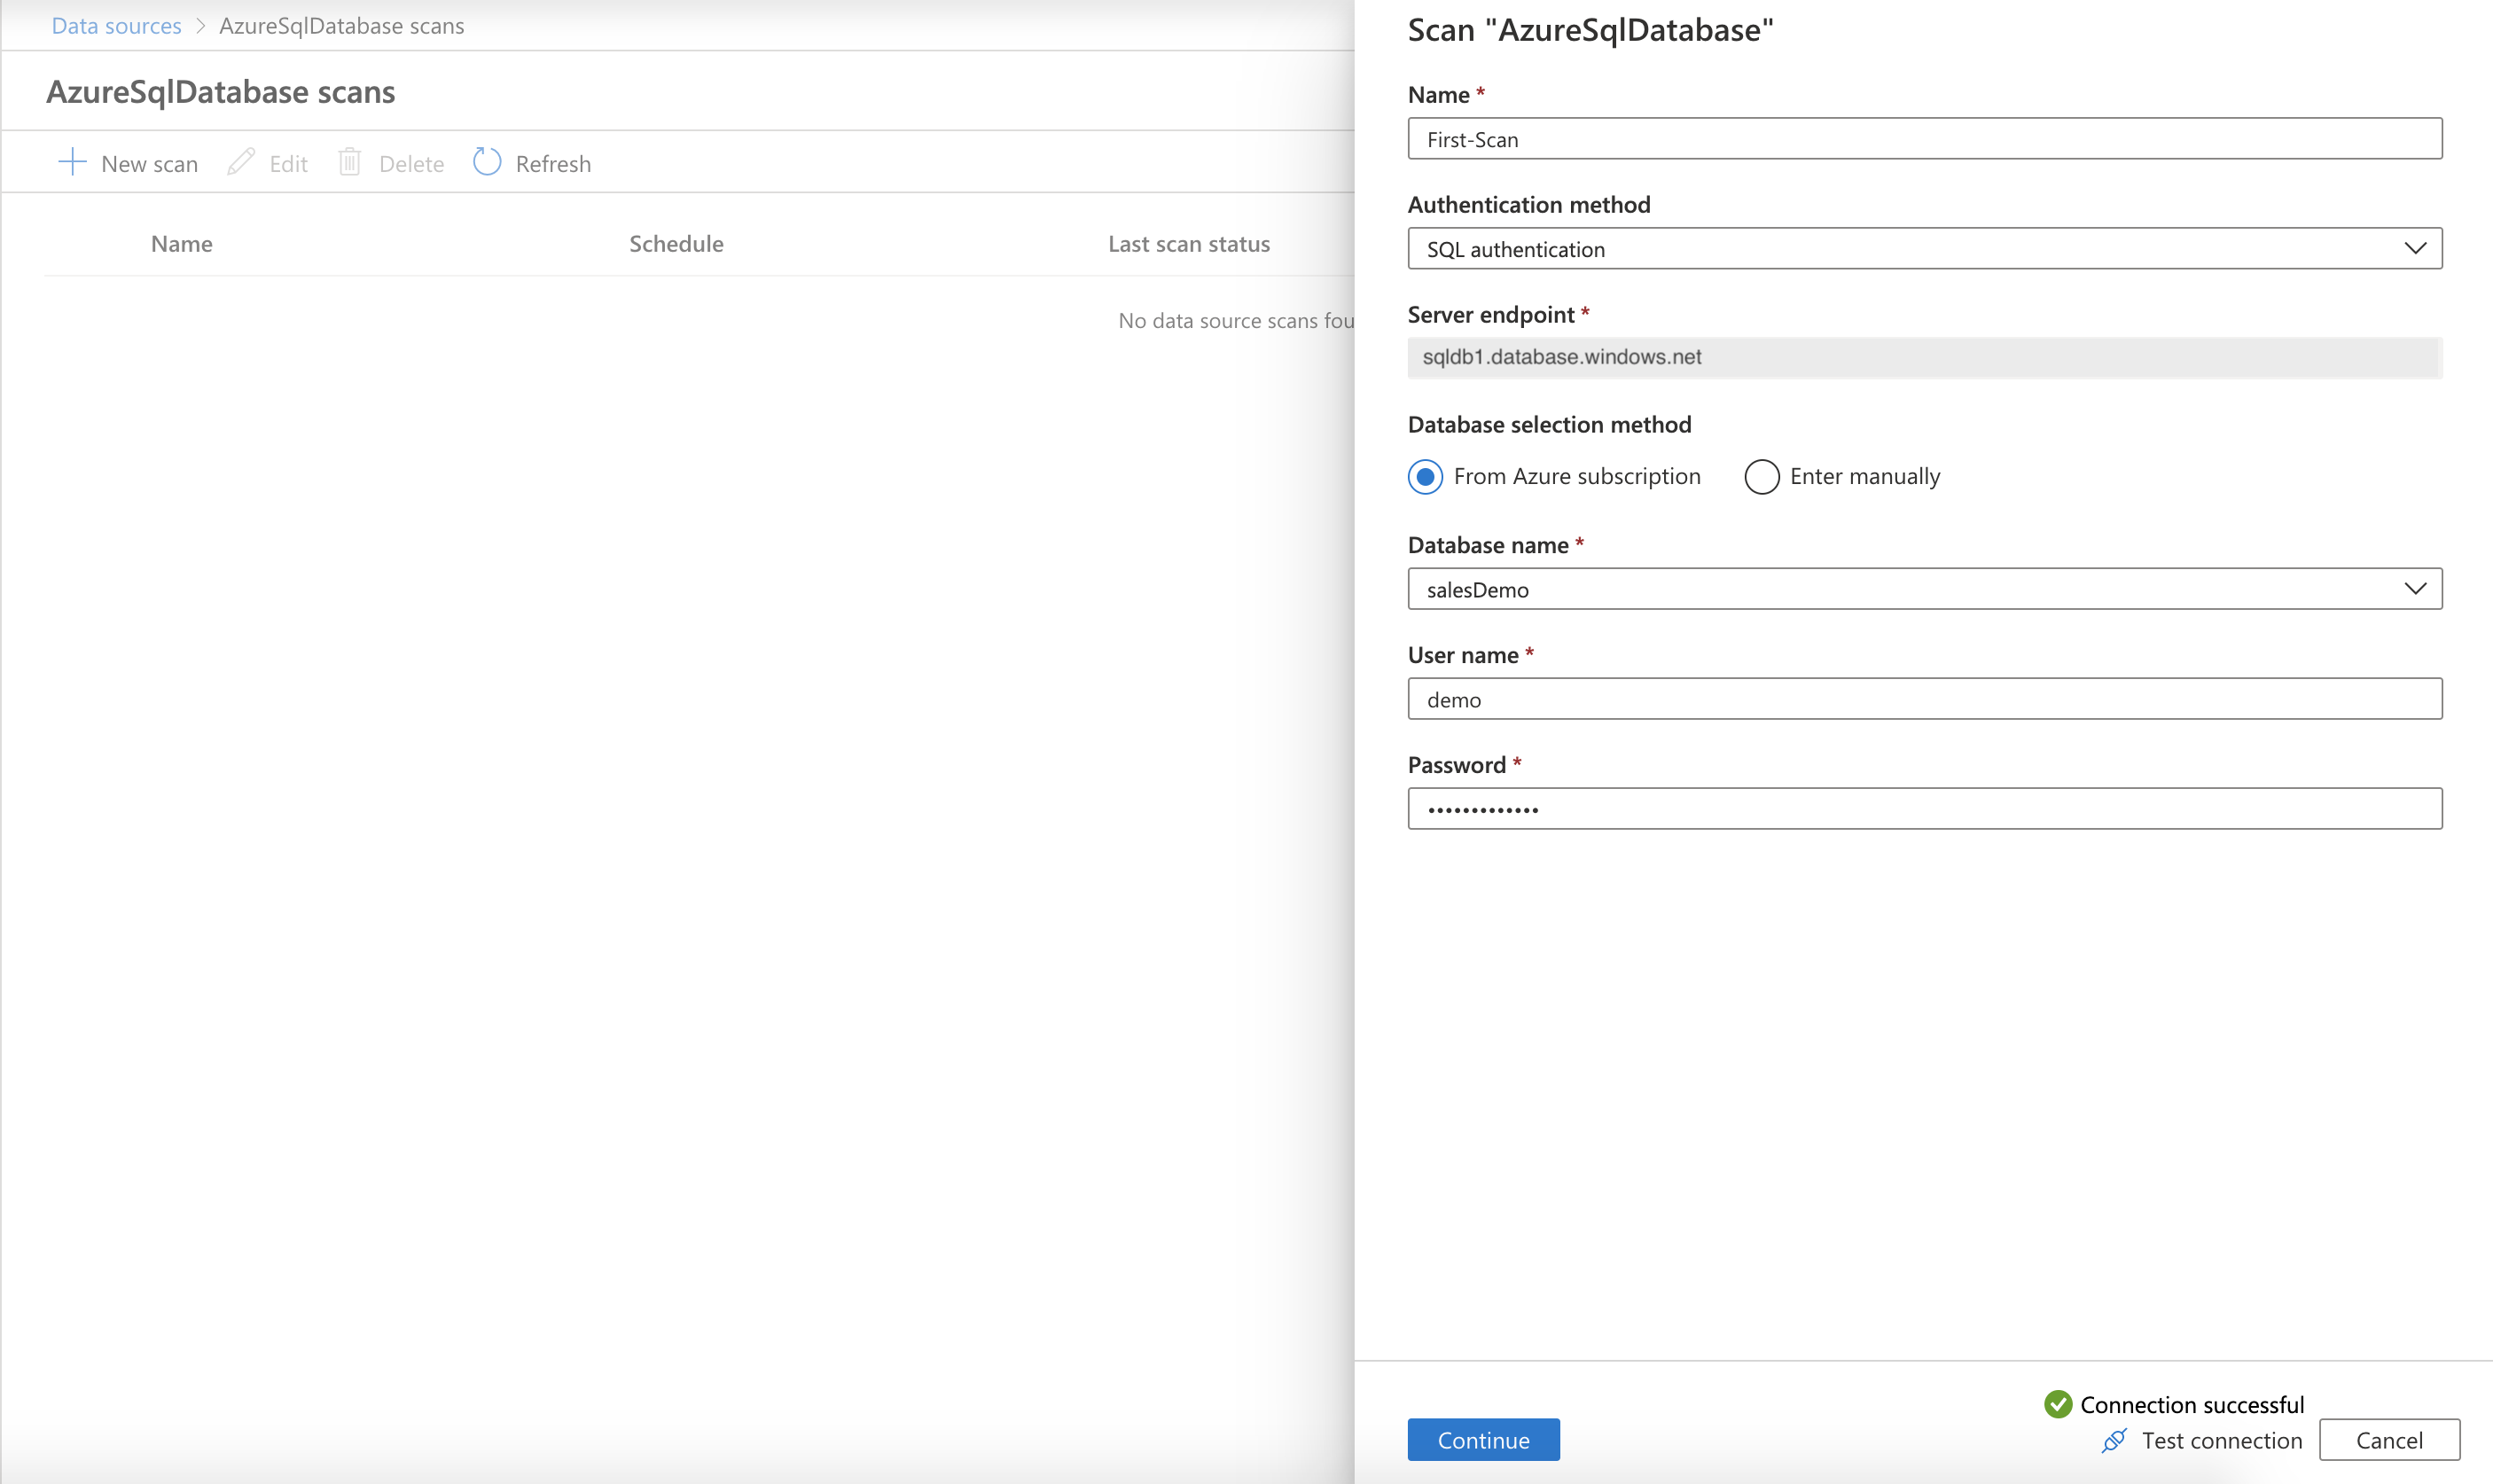 Data sources > AzureSqlDatabase scans
AzureSqlDatabase scans
New scan Edit Delete Refresh
Name Schedule Last scan status
No data source scans fou
Scan "AzureSqlDatabase"
Name *
First-Scan
Authentication method
SQL authentication
Server endpoint *
sqldb1.database.windows.net
Database selection method
From Azure subscription Enter manually
Database name *
salesDemo
User name *
demo
Password *
•••••••••••••
Connection successful
Continue Test connection Cancel